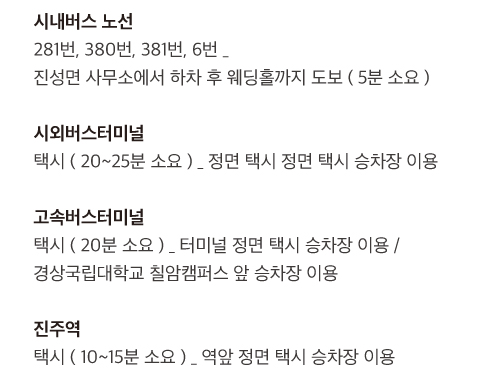 시내버스 노선
281번, 380번, 381번, 6번 _
진성면 사무소에서 하차 후 웨딩홀까지 도보 ( 5분 소요 )
시외버스터미널
택시 ( 20~25분 소요 ) _ 정면 택시 정면 택시 승차장 이용
고속버스터미널
택시 ( 20분 소요 ) _ 터미널 정면 택시 승차장 이용 /
경상국립대학교 칠암캠퍼스 앞 승차장 이용
진주역
택시 ( 10~15분 소요 ) _ 역앞 정면 택시 승차장 이용